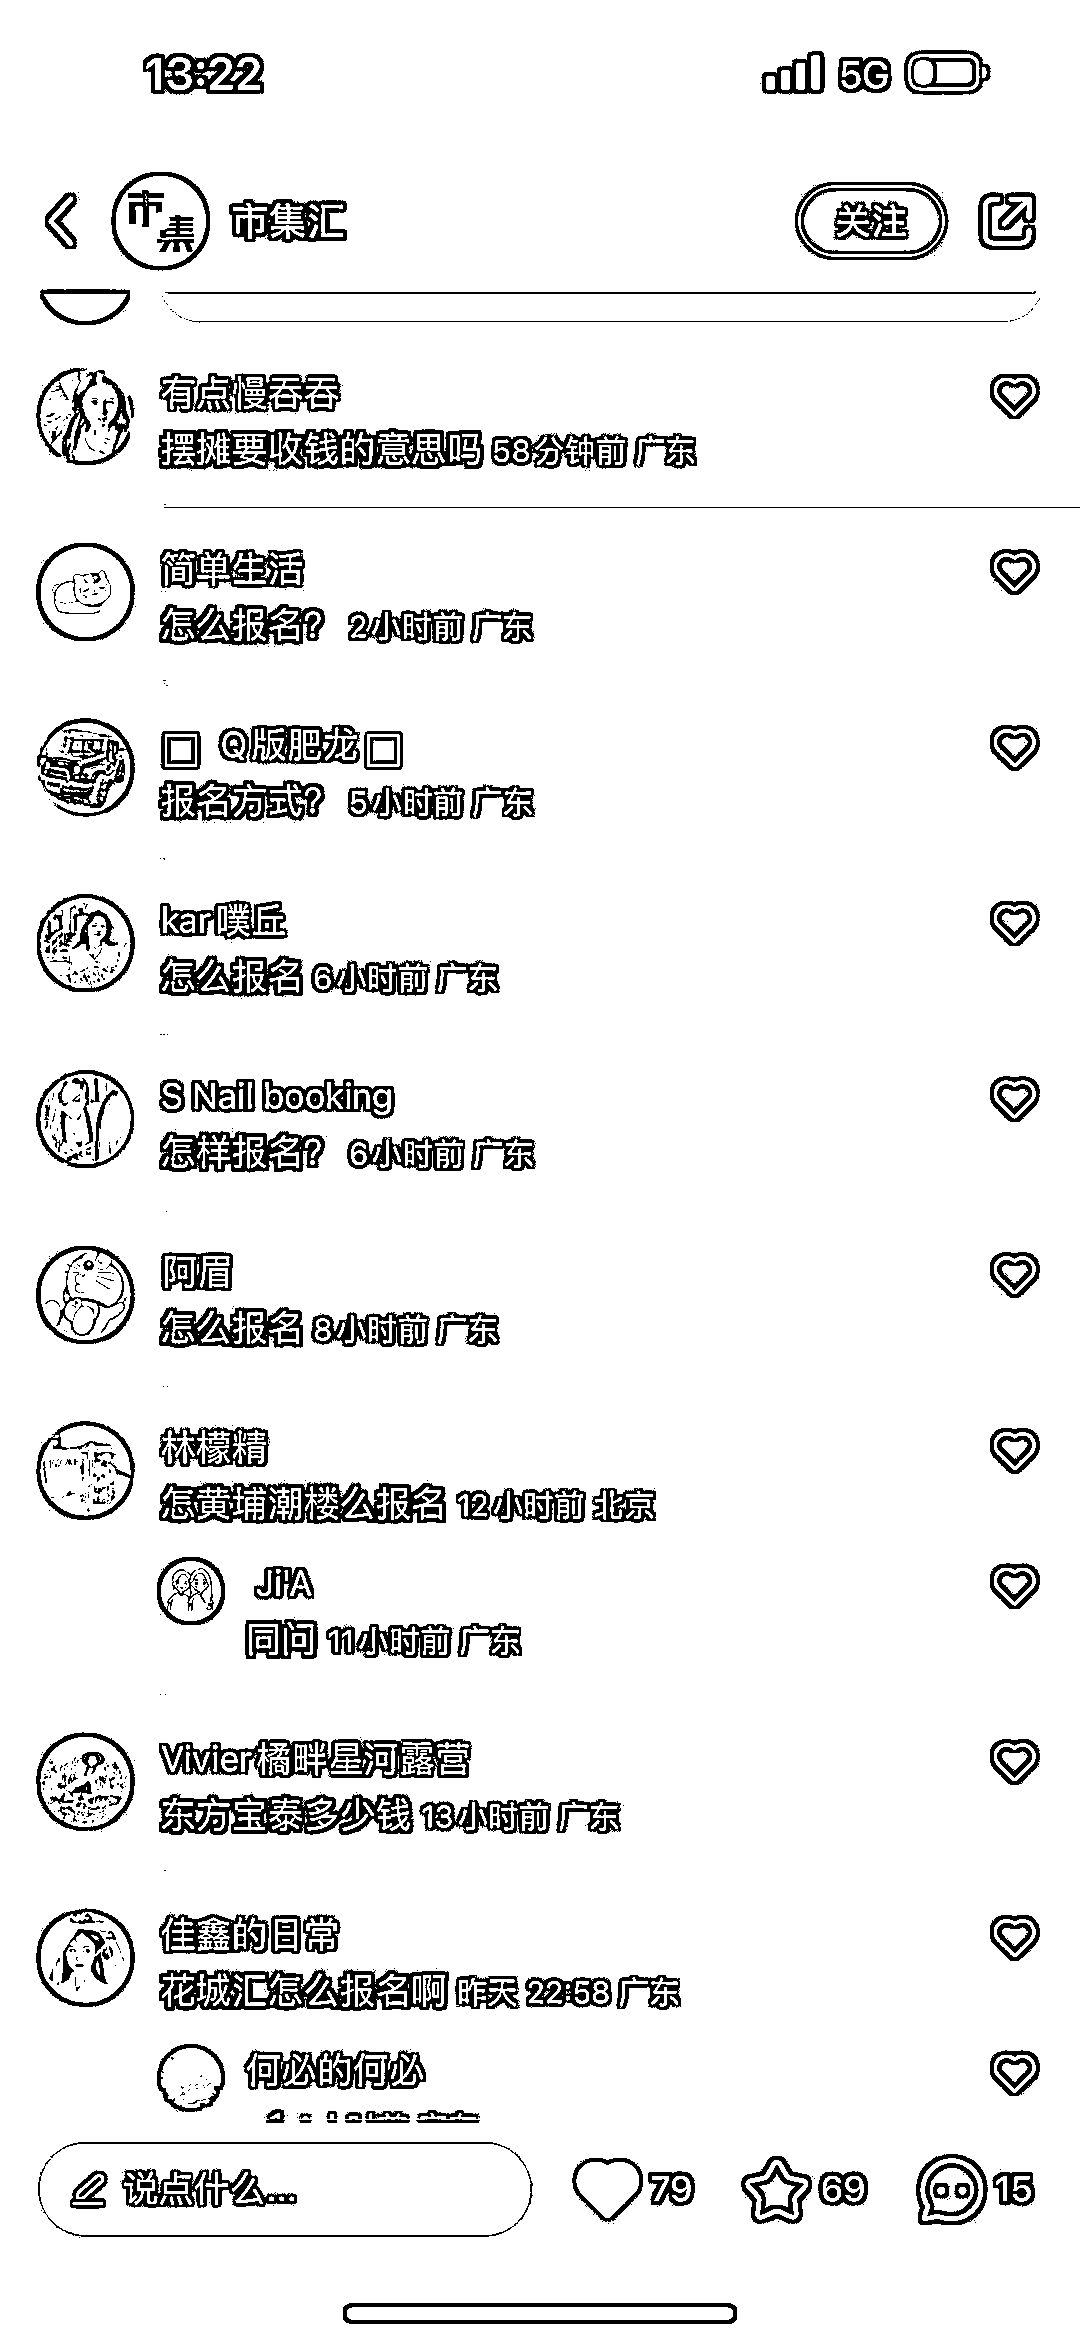 13:22 5G
市集 市集汇 关注
有点慢吞吞
摆摊要收钱的意思吗 58分钟前 广东
简单生活
怎么报名? 2小时前 广东
Q版肥龙
报名方式? 5小时前 广东
kar噗丘
怎么报名 6小时前 广东
S Nail booking
怎样报名? 6小时前 广东
阿眉
怎么报名 8小时前 广东
林檬精
怎黄埔潮楼么报名 12小时前 北京
Ji'A
同问 11小时前 广东
Vivier橘畔星河露营
东方宝泰多少钱 13小时前 广东
佳鑫的日常
花城汇怎么报名啊 昨天 22:58 广东
何必的何必
说点什么... 79 69 15